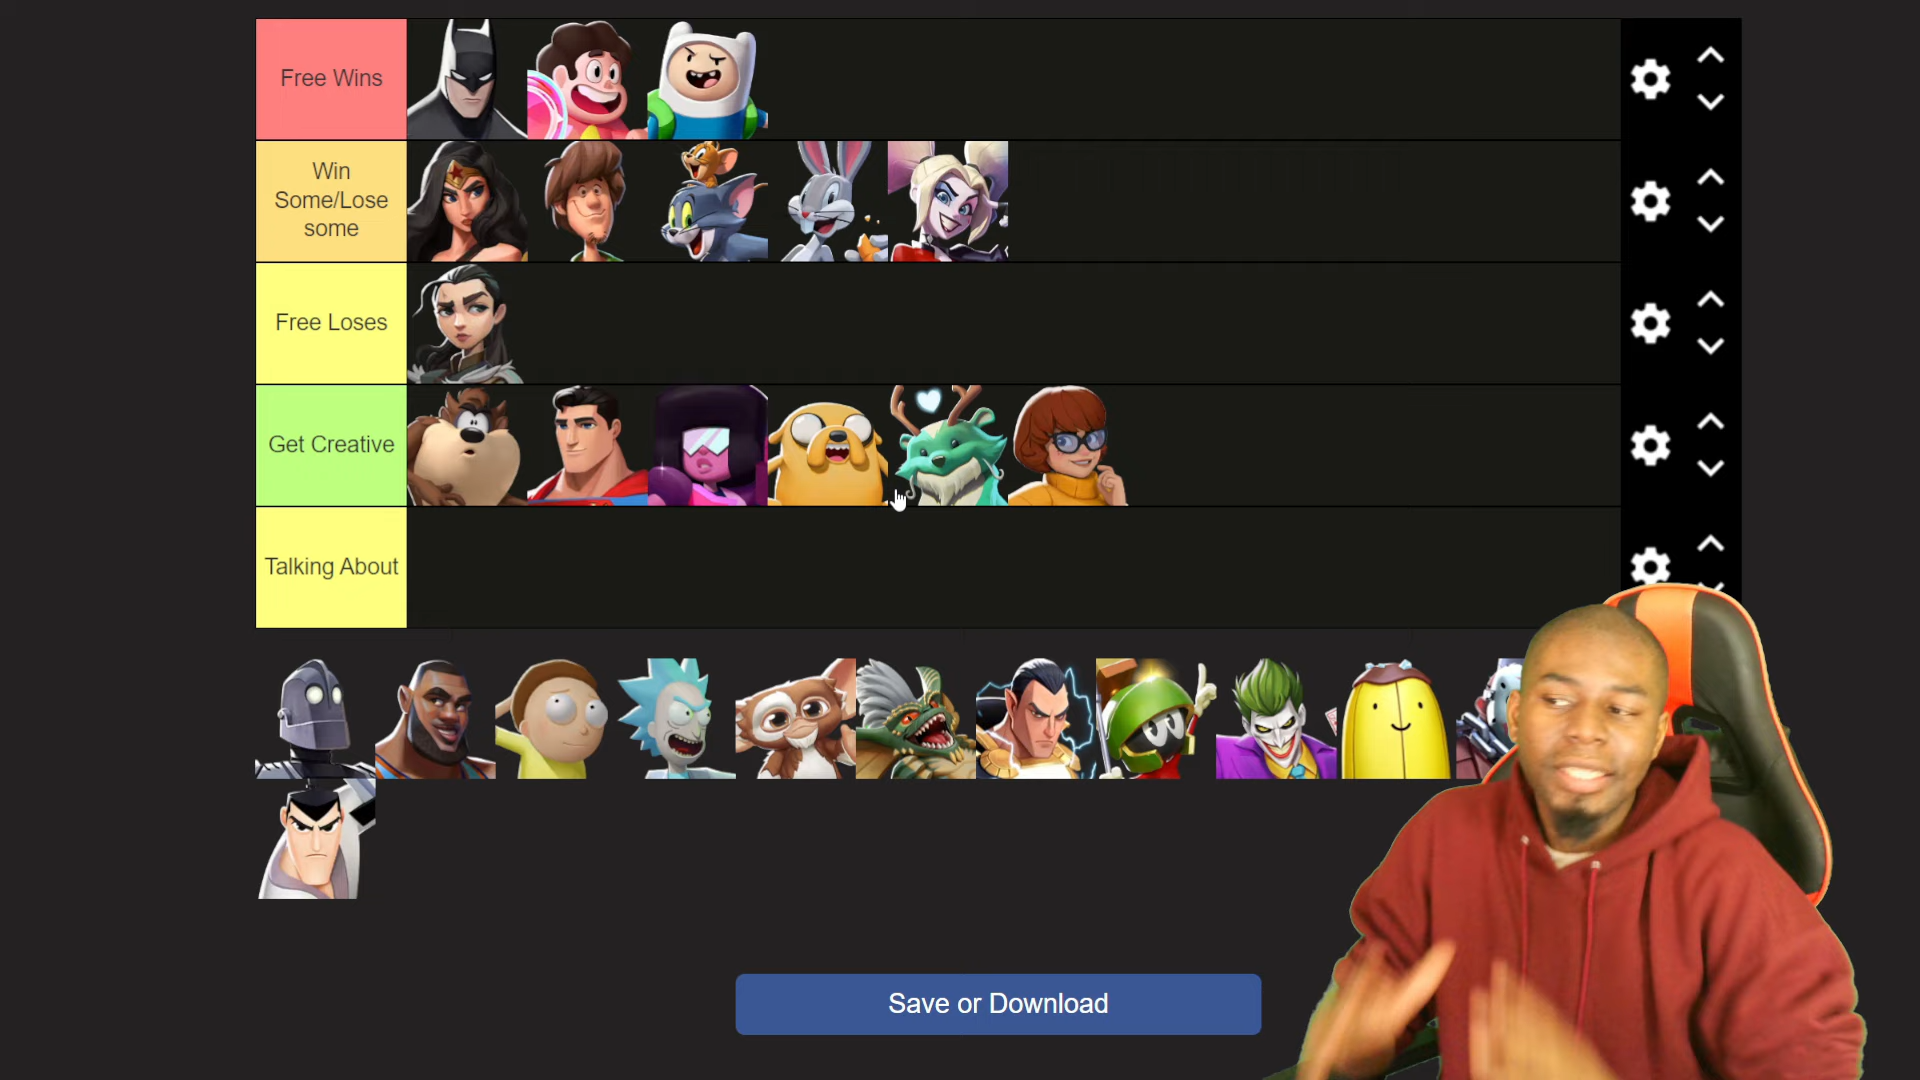 Free Wins
Win
Some/Lose
some
Free Loses
Get Creative
Talking About
Save or Download